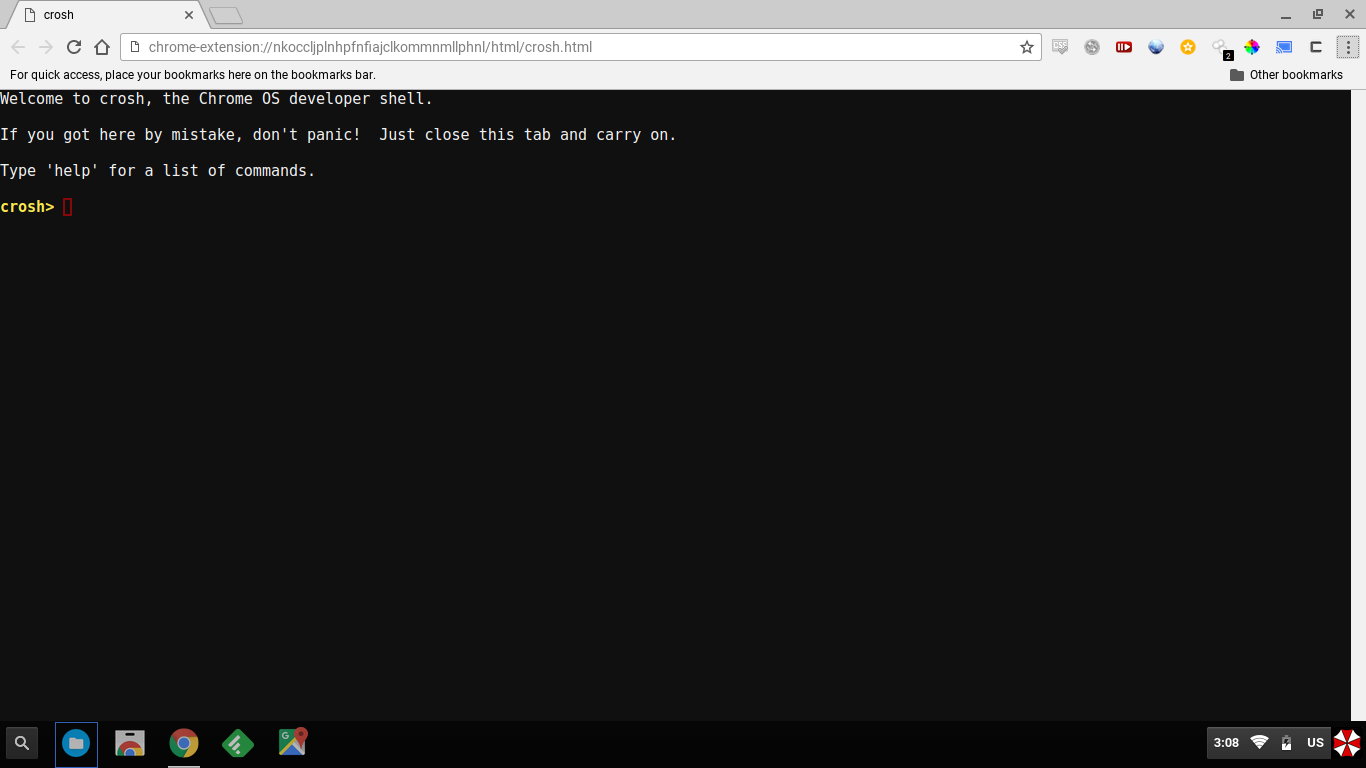 crosh
chrome-extension://nkoccljplnhpfnfiajclkommnmllphnl/html/crosh.html
2
For quick access, place your bookmarks here on the bookmarks bar.
Other bookmarks
Welcome to crosh, the Chrome OS developer shell.
If you got here by mistake, don't panic!  Just close this tab and carry on.
Type 'help' for a list of commands.
crosh>
G
3:08
US